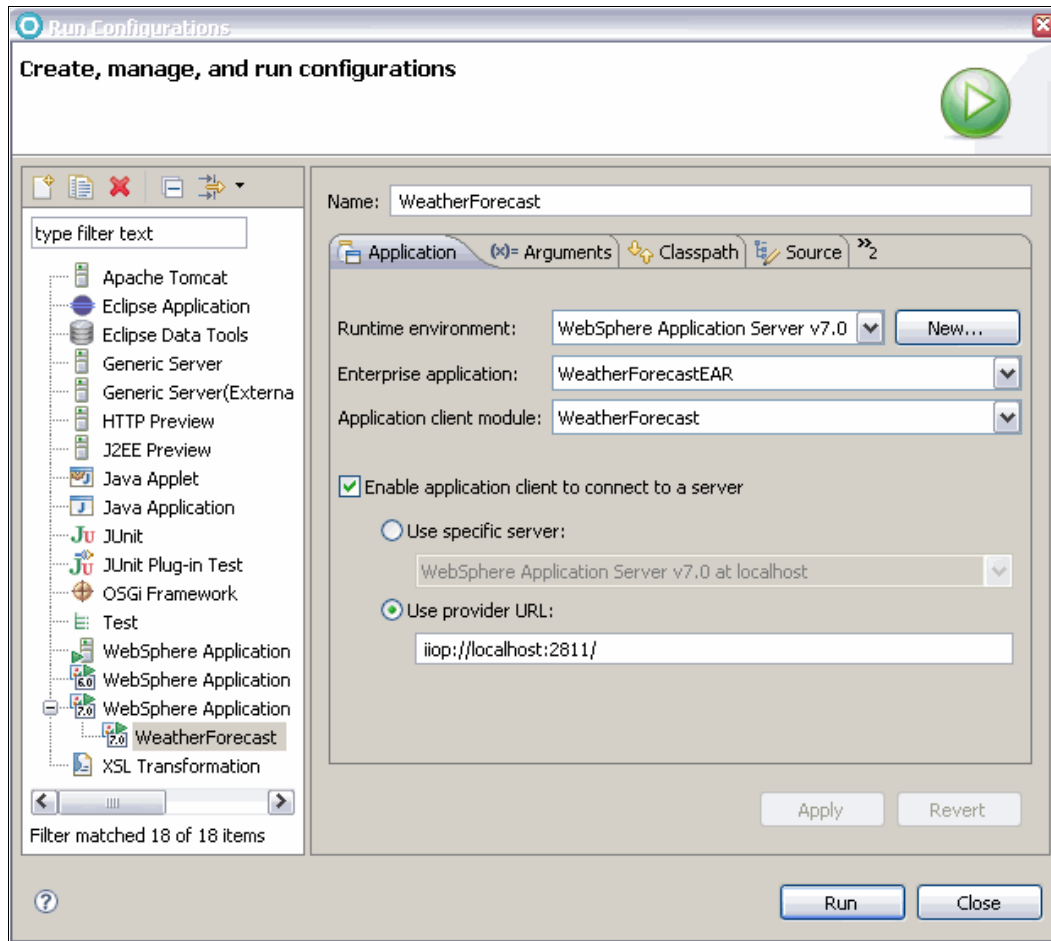 Run Configurations
Create, manage, and run configurations
type filter text
Apache Tomcat
Eclipse Application
Eclipse Data Tools
Generic Server
Generic Server(Externa
HTTP Preview
J2EE Preview
Java Applet
Java Application
JUnit
JUnit Plug-in Test
OSGi Framework
Test
WebSphere Application
WebSphere Application
WebSphere Application
WeatherForecast
XSL Transformation
Filter matched 18 of 18 items
Name: WeatherForecast
Application (x)= Arguments Classpath Source »2
Runtime environment: WebSphere Application Server v7.0 New...
Enterprise application: WeatherForecastEAR
Application client module: WeatherForecast
Enable application client to connect to a server
Use specific server:
WebSphere Application Server v7.0 at localhost
Use provider URL:
iiop://localhost:2811/
Apply Revert
Run Close